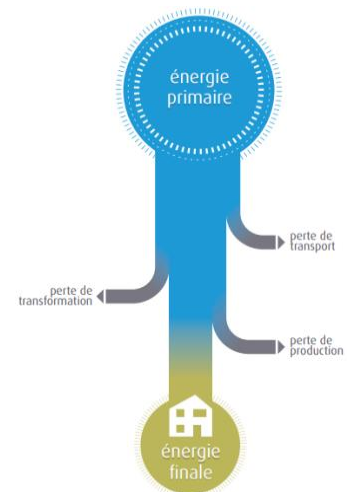 énergie
primaire
perte de
transport
perte de
transformation
perte de
production
énergie
finale